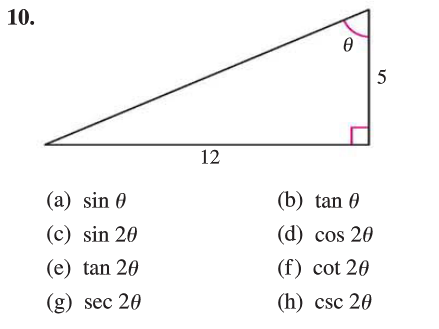 10.
θ
5
12
(a) sin θ (b) tan θ
(c) sin 2θ (d) cos 2θ
(e) tan 2θ (f) cot 2θ
(g) sec 2θ (h) csc 2θ